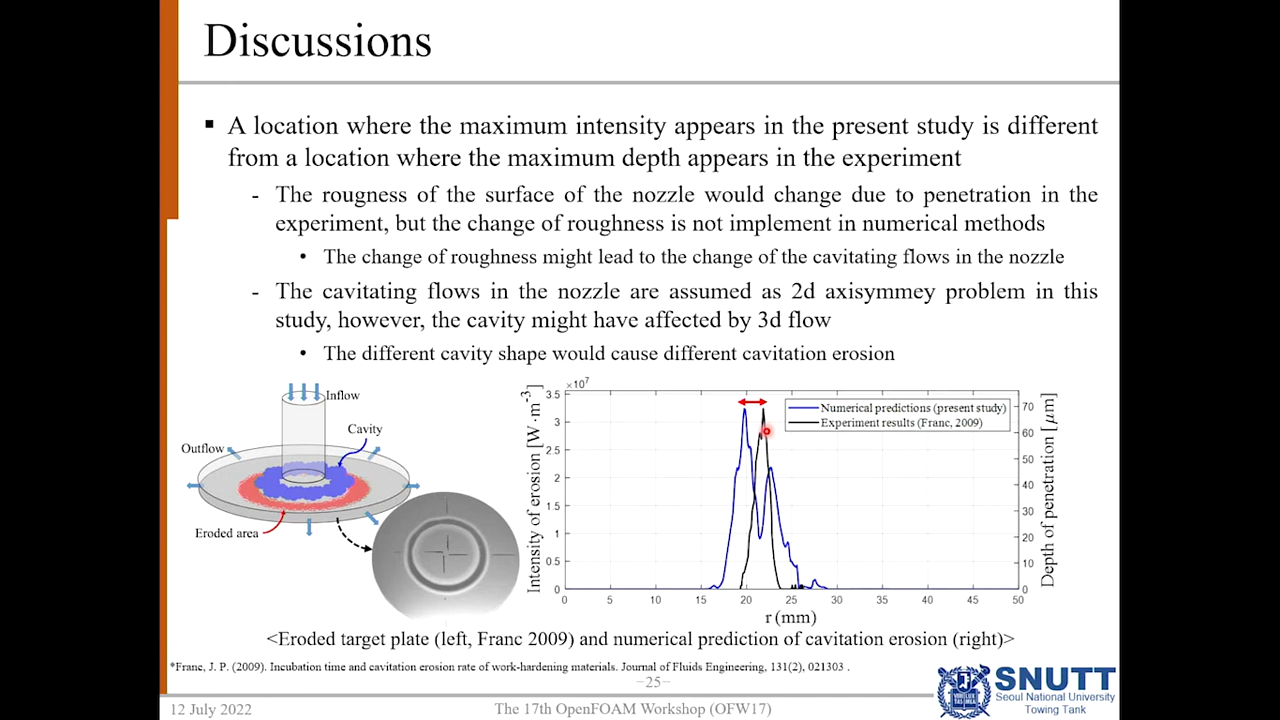 Discussions
▪ A location where the maximum intensity appears in the present study is different
from a location where the maximum depth appears in the experiment
- The rougness of the surface of the nozzle would change due to penetration in the
experiment, but the change of roughness is not implement in numerical methods
• The change of roughness might lead to the change of the cavitating flows in the nozzle
- The cavitating flows in the nozzle are assumed as 2d axisymmey problem in this
study, however, the cavity might have affected by 3d flow
• The different cavity shape would cause different cavitation erosion
Inflow
Cavity
Outflow
Eroded area
×10⁷
Intensity of erosion [W·m⁻³]
3.5
3
2.5
2
1.5
1
0.5
0
0 5 10 15 20 25 30 35 40 45 50
r (mm)
Numerical predictions (present study)
Experiment results (Franc, 2009)
70
60
50
40
30
20
10
0
Depth of penetration [μm]
<Eroded target plate (left, Franc 2009) and numerical prediction of cavitation erosion (right)>
*Franc, J. P. (2009). Incubation time and cavitation erosion rate of work-hardening materials. Journal of Fluids Engineering, 131(2), 021303 .
−25−
12 July 2022
The 17th OpenFOAM Workshop (OFW17)
SNUTT
Seoul National University
Towing Tank